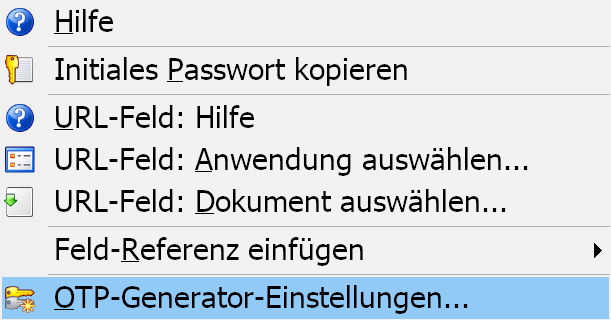 Hilfe
Initiales Passwort kopieren
URL-Feld: Hilfe
URL-Feld: Anwendung auswählen...
URL-Feld: Dokument auswählen...
Feld-Referenz einfügen
OTP-Generator-Einstellungen...